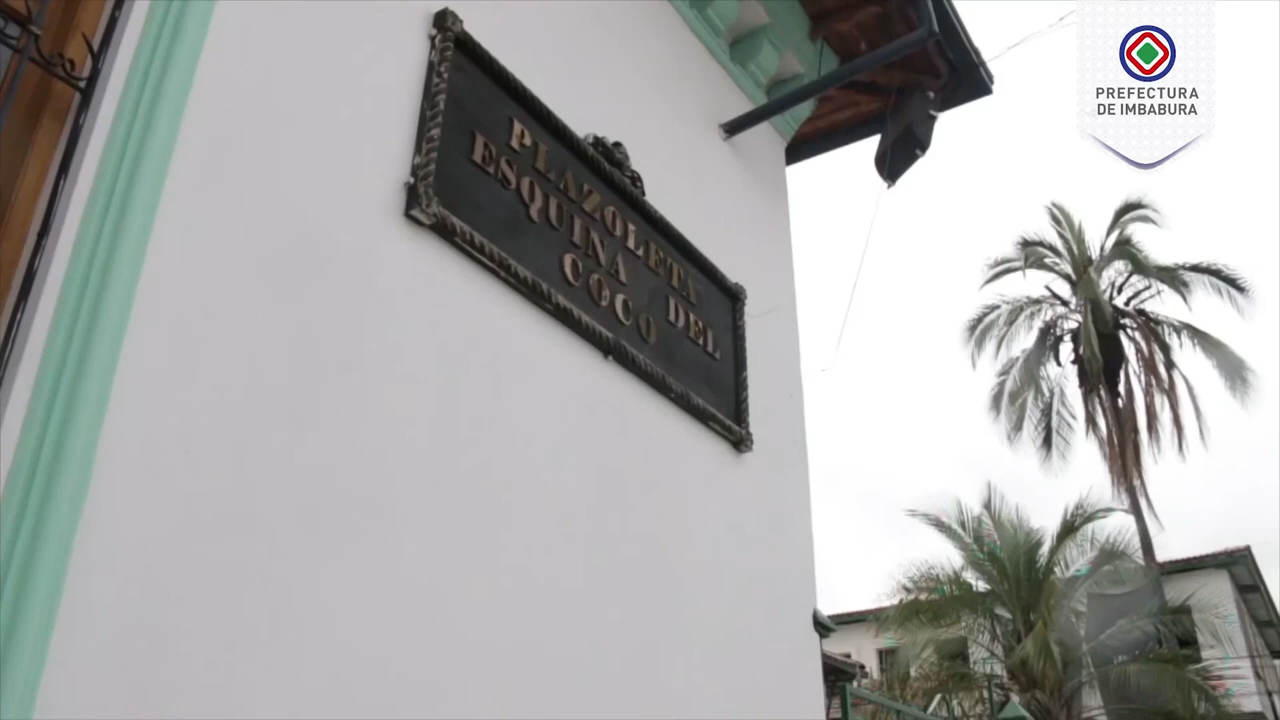 PLAZOLETA
ESQUINA DEL
COCO
PREFECTURA
DE IMBABURA